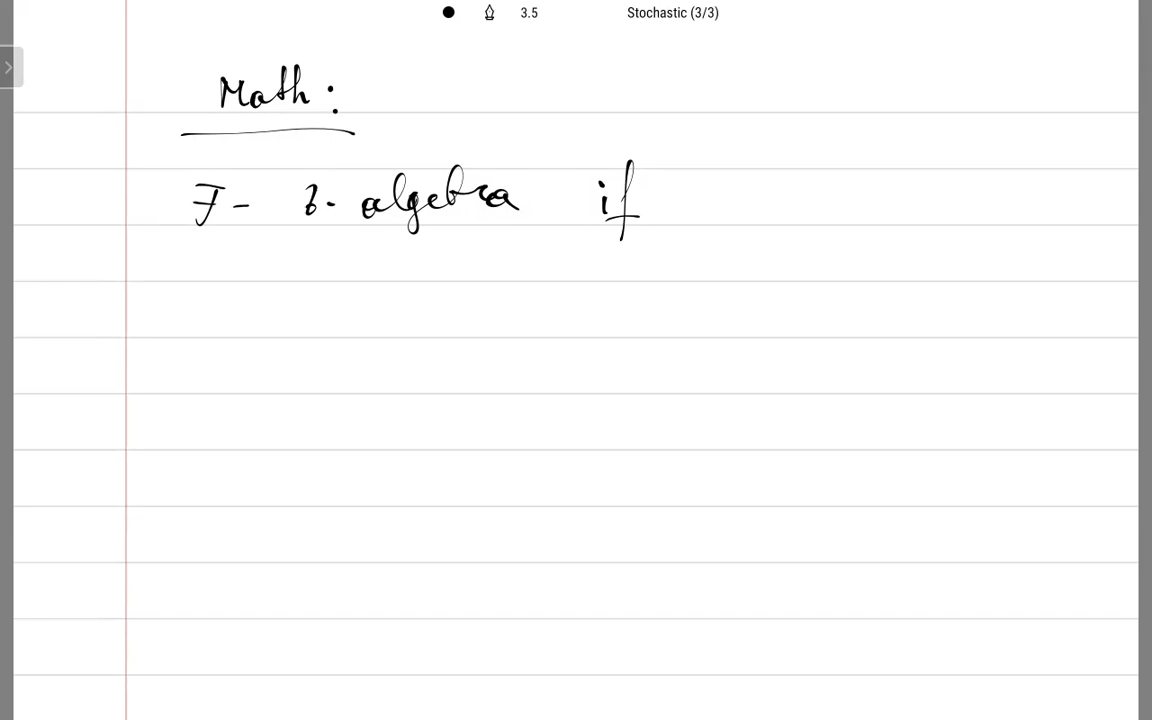 3.5 Stochastic (3/3)
Math:
F - σ-algebra if